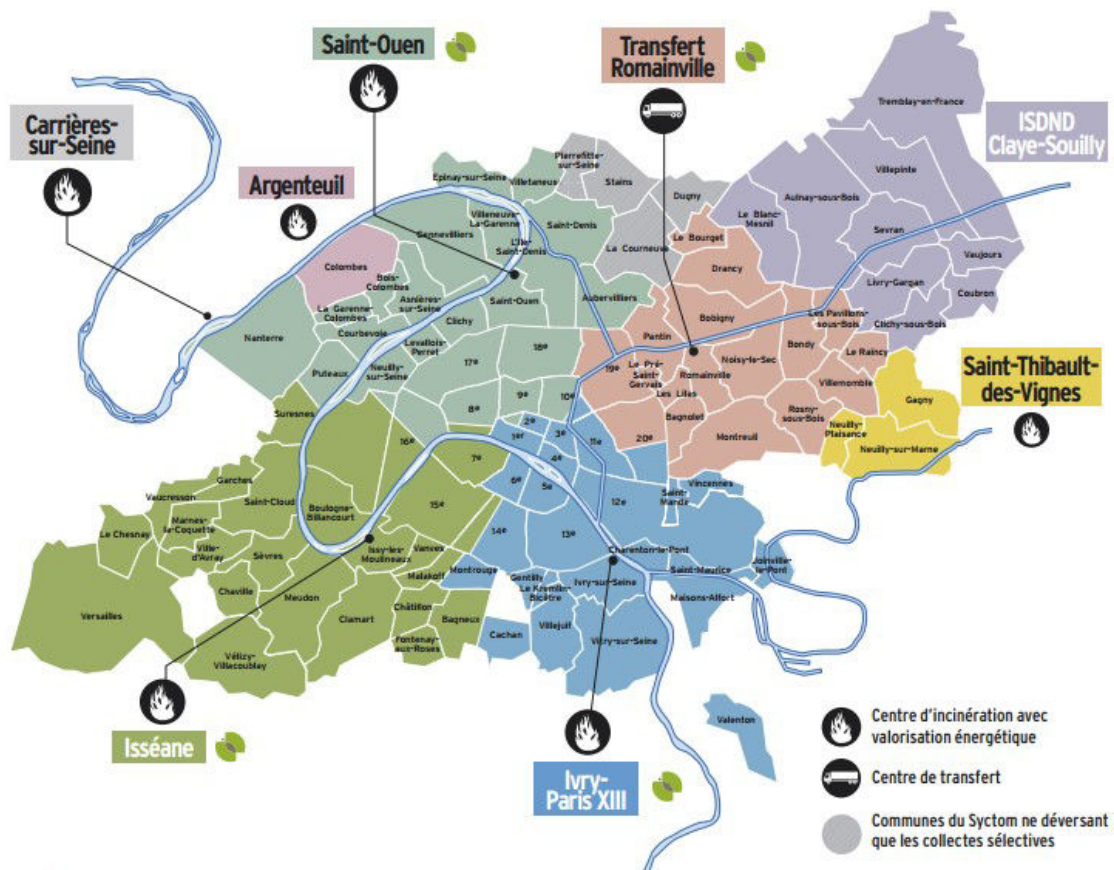 Saint-Ouen
Transfert
Romainville
Carrières-
sur-Seine
Argenteuil
ISDND
Claye-Souilly
Saint-Thibault-
des-Vignes
Isséane
Ivry-
Paris XIII
Tremblay-en-France
Villepinte
Aulnay-sous-Bois
Le Blanc-
Mesnil
Sevran
Vaujours
Livry-Gargan
Coubron
Clichy-sous-Bois
Pierrefitte-
sur-Seine
Stains
Dugny
La Courneuve
Epinay-sur-Seine
Villetaneus
Villeneuve-
La-Garenne
Saint-Denis
L'Ile-
Saint-Denis
Gennevilliers
Colombes
Bois-
Colombes
Asnières-
sur-Seine
La Garenne-
Colombes
Courbevoie
Saint-Ouen
Aubervilliers
Clichy
Levallois-
Perret
Nanterre
Puteaux
Neuilly-
sur-Seine
17e
18e
8e
9e
10e
Le Bourget
Drancy
Bobigny
Pantin
Les Pavillons-
sous-Bois
Bondy
Le Raincy
19e
Le Pré-
Saint-
Gervais
Romainville
Noisy-le-Sec
Les Lilas
Bagnolet
Villemomble
Rosny-
sous-Bois
Montreuil
20e
Gagny
Neuilly-
Plaisance
Neuilly-sur-Marne
Suresnes
16e
7e
15e
Garches
Vaucresson
Saint-Cloud
Boulogne-
Billancourt
Marnes-
la-Coquette
Le Chesnay
Ville-
d'Avray
Sèvres
Issy-les-
Moulineaux
Vanves
Malakoff
Chaville
Meudon
Versailles
Clamart
Châtillon
Bagneux
Fontenay-
aux-Roses
Vélizy-
Villacoublay
1er
2e
3e
4e
5e
6e
11e
12e
13e
14e
Saint-
Mandé
Vincennes
Montrouge
Gentilly
Le Kremlin-
Bicêtre
Ivry-sur-Seine
Charenton-le-Pont
Saint-Maurice
Joinville-
le-Pont
Maisons-Alfort
Cachan
Villejuif
Vitry-sur-Seine
Valenton
Centre d'incinération avec
valorisation énergétique
Centre de transfert
Communes du Syctom ne déversant
que les collectes sélectives